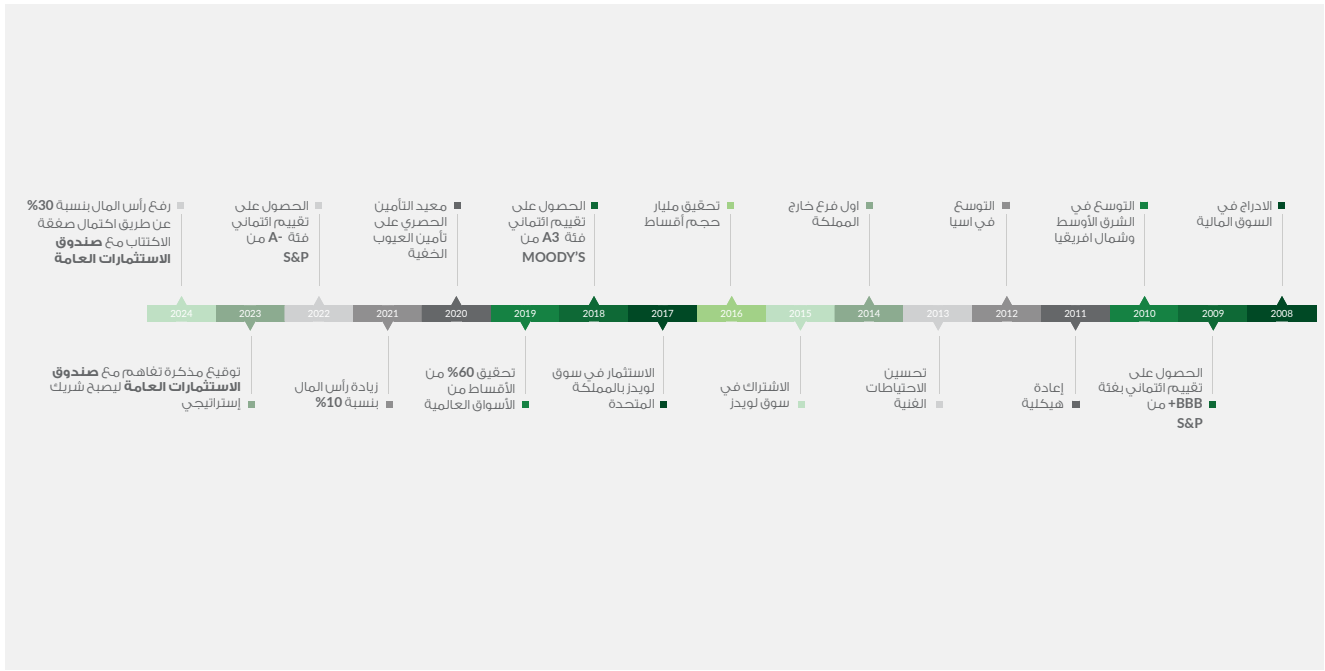 الادراج في
السوق المالية
التوسع في
الشرق الأوسط
وشمال افريقيا
التوسع
في اسيا
اول فرع خارج
المملكة
تحقيق مليار
حجم أقساط
الحصول على
تقييم ائتماني
فئة A3 من
MOODY'S
معيد التأمين
الحصري على
تأمين العيوب
الخفية
الحصول على
تقييم ائتماني
فئة -A من
S&P
رفع رأس المال بنسبة 30%
عن طريق اكتمال صفقة
الاكتتاب مع صندوق
الاستثمارات العامة
2008
2009
2010
2011
2012
2013
2014
2015
2016
2017
2018
2019
2020
2021
2022
2023
2024
الحصول على
تقييم ائتماني بفئة
BBB+ من
S&P
إعادة
هيكلية
تحسين
الاحتياطات
الفنية
الاشتراك في
سوق لويدز
الاستثمار في سوق
لويدز بالمملكة
المتحدة
تحقيق 60% من
الأقساط من
الأسواق العالمية
زيادة رأس المال
بنسبة 10%
توقيع مذكرة تفاهم مع صندوق
الاستثمارات العامة ليصبح شريك
إستراتيجي